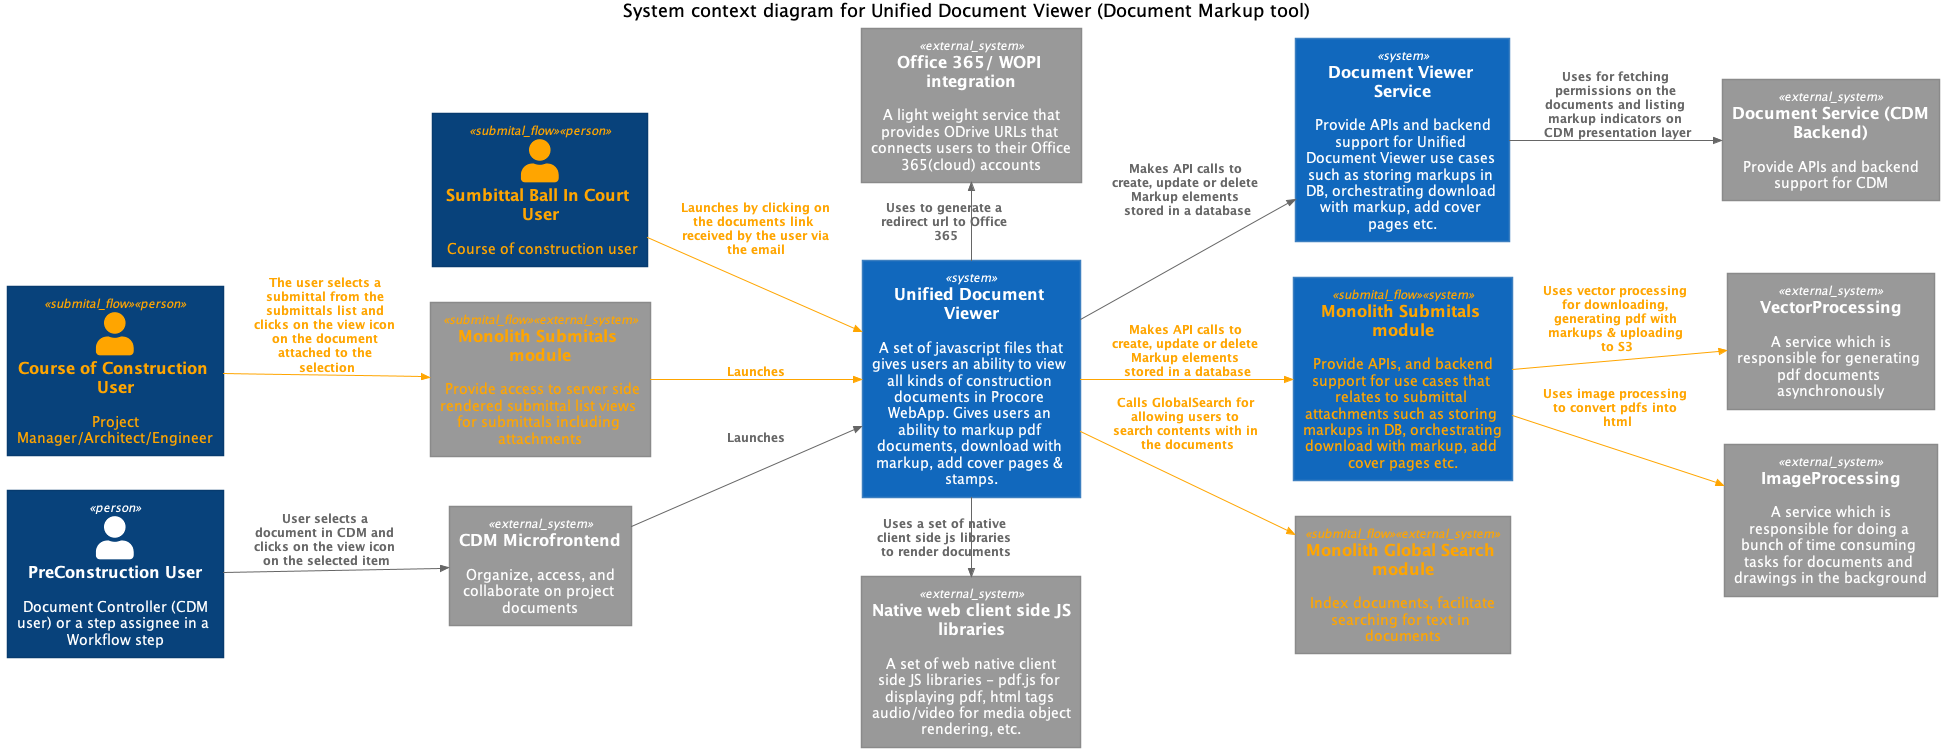 System context diagram for Unified Document Viewer (Document Markup tool)
«external_system»
Office 365/ WOPI
integration
A light weight service that
provides ODrive URLs that
connects users to their Office
365(cloud) accounts
«system»
Document Viewer
Service
Provide APIs and backend
support for Unified
Document Viewer use cases
such as storing markups in
DB, orchestrating download
with markup, add cover
pages etc.
Uses for fetching
permissions on the
documents and listing
markup indicators on
CDM presentation layer
«external_system»
Document Service (CDM
Backend)
Provide APIs and backend
support for CDM
«submital_flow»«person»
Sumbittal Ball In Court
User
Course of construction user
Launches by clicking on
the documents link
received by the user via
the email
Uses to generate a
redirect url to Office
365
Makes API calls to
create, update or delete
Markup elements
stored in a database
«submital_flow»«person»
Course of Construction
User
Project
Manager/Architect/Engineer
The user selects a
submittal from the
submittals list and
clicks on the view icon
on the document
attached to the
selection
«submital_flow»«external_system»
Monolith Submitals
module
Provide access to server side
rendered submittal list views
for submittals including
attachments
Launches
Launches
«system»
Unified Document
Viewer
A set of javascript files that
gives users an ability to view
all kinds of construction
documents in Procore
WebApp. Gives users an
ability to markup pdf
documents, download with
markup, add cover pages &
stamps.
Makes API calls to
create, update or delete
Markup elements
stored in a database
Calls GlobalSearch for
allowing users to
search contents with in
the documents
«submital_flow»«system»
Monolith Submitals
module
Provide APIs, and backend
support for use cases that
relates to submittal
attachments such as storing
markups in DB, orchestrating
download with markup, add
cover pages etc.
Uses vector processing
for downloading,
generating pdf with
markups & uploading
to S3
Uses image processing
to convert pdfs into
html
«external_system»
VectorProcessing
A service which is
responsible for generating
pdf documents
asynchronously
«external_system»
ImageProcessing
A service which is
responsible for doing a
bunch of time consuming
tasks for documents and
drawings in the background
«person»
PreConstruction User
Document Controller (CDM
user) or a step assignee in a
Workflow step
User selects a
document in CDM and
clicks on the view icon
on the selected item
«external_system»
CDM Microfrontend
Organize, access, and
collaborate on project
documents
Uses a set of native
client side js libraries
to render documents
«external_system»
Native web client side JS
libraries
A set of web native client
side JS libraries - pdf.js for
displaying pdf, html tags
audio/video for media object
rendering, etc.
«submital_flow»«external_system»
Monolith Global Search
module
Index documents, facilitate
searching for text in
documents